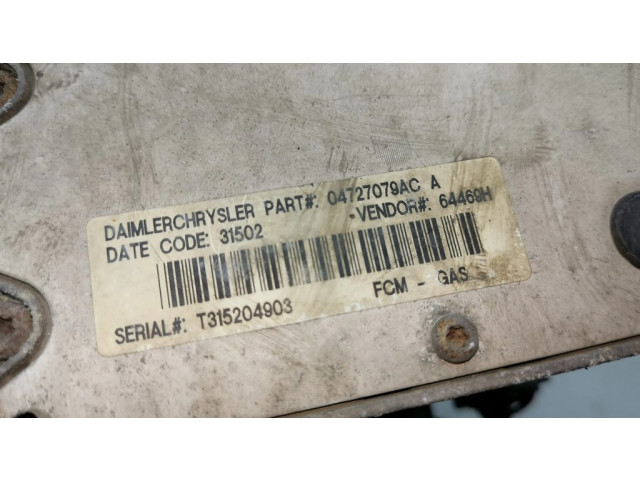 DAIMLERCHRYSLER PART#: 04727079AC A
DATE CODE: 31502 VENDOR#: 64469H
SERIAL#: T315204903 FCM - GAS